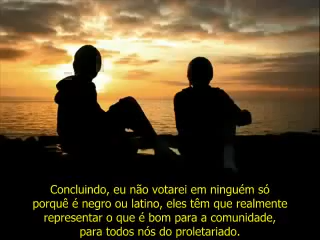 Concluindo, eu não votarei em ninguém só
porquê é negro ou latino, eles têm que realmente
representar o que é bom para a comunidade,
para todos nós do proletariado.